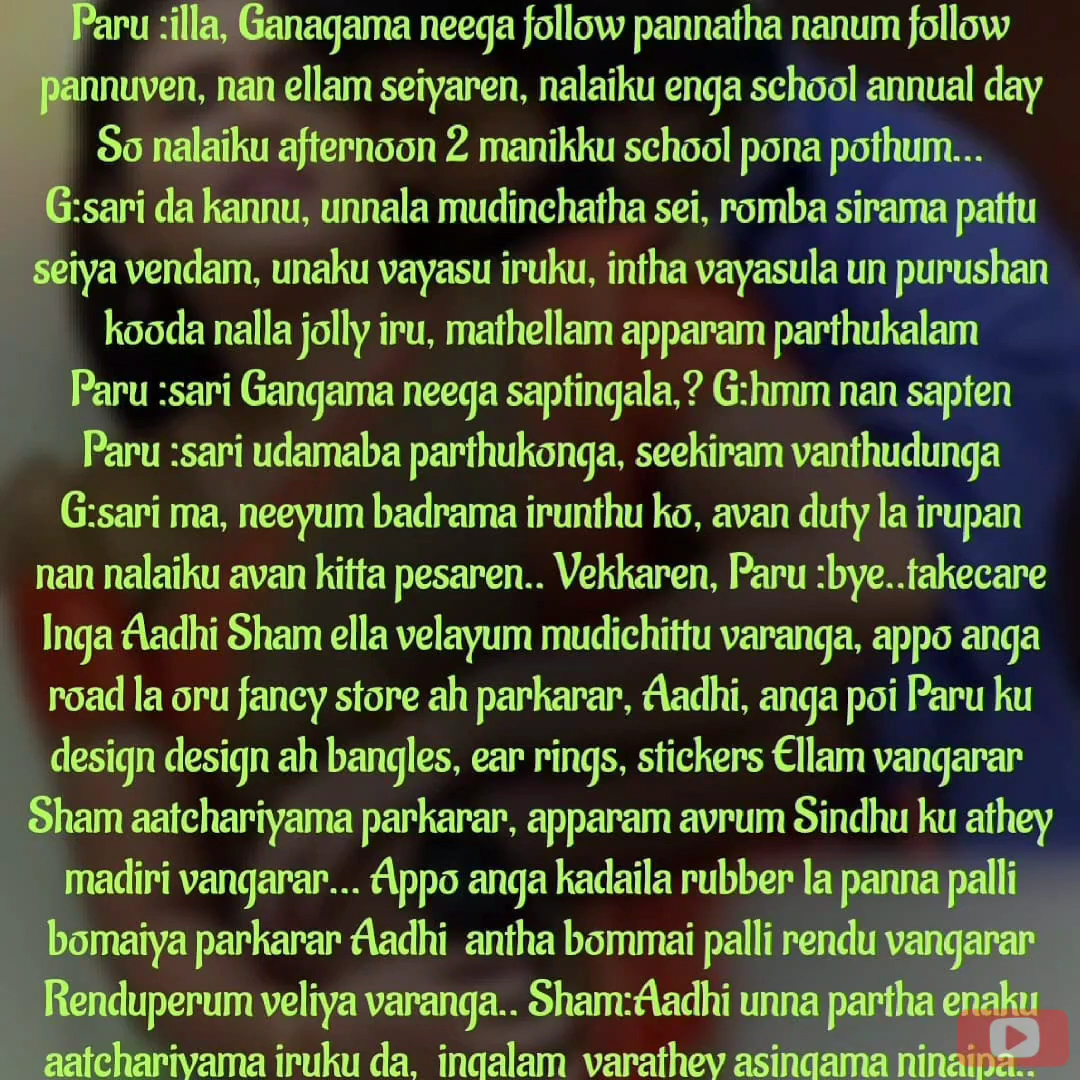 Paru :illa, Ganagama neega follow pannatha nanum follow
pannuven, nan ellam seiyaren, nalaiku enga school annual day
So nalaiku afternoon 2 manikku school pona pothum...
G:sari da kannu, unnala mudinchatha sei, romba sirama pattu
seiya vendam, unaku vayasu iruku, intha vayasula un purushan
kooda nalla jolly iru, mathellam apparam parthukalam
Paru :sari Gangama neega saptingala,? G:hmm nan sapten
Paru :sari udamaba parthukonga, seekiram vanthudunga
G:sari ma, neeyum badrama irunthu ko, avan duty la irupan
nan nalaiku avan kitta pesaren.. Vekkaren, Paru :bye..takecare
Inga Aadhi Sham ella velayum mudichittu varanga, appo anga
road la oru fancy store ah parkarar, Aadhi, anga poi Paru ku
design design ah bangles, ear rings, stickers Ellam vangarar
Sham aatchariyama parkarar, apparam avrum Sindhu ku athey
madiri vangarar... Appo anga kadaila rubber la panna palli
bomaiya parkarar Aadhi antha bommai palli rendu vangarar
Renduperum veliya varanga.. Sham:Aadhi unna partha enaku
aatchariyama iruku da, ingalam varathey asingama ninaipa..